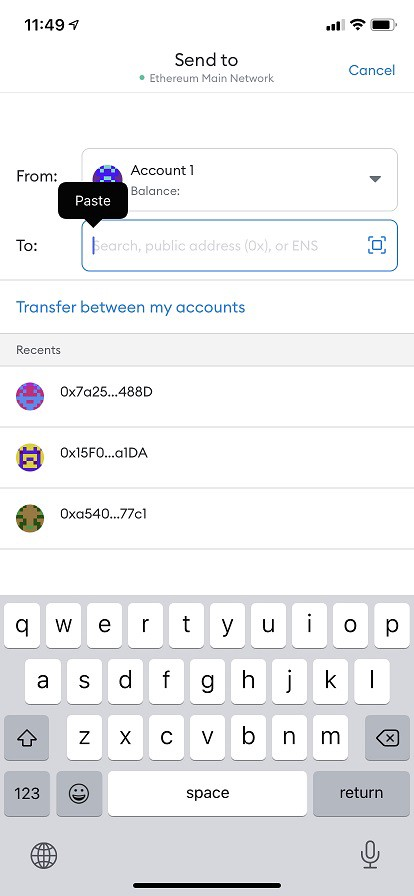 11:49
Send to
Ethereum Main Network
Cancel
From:
Account 1
Balance:
Paste
To:
Search, public address (0x), or ENS
Transfer between my accounts
Recents
0x7a25...488D
0x15F0...a1DA
0xa540...77c1
q w e r t y u i o p
a s d f g h j k l
z x c v b n m
123 space return